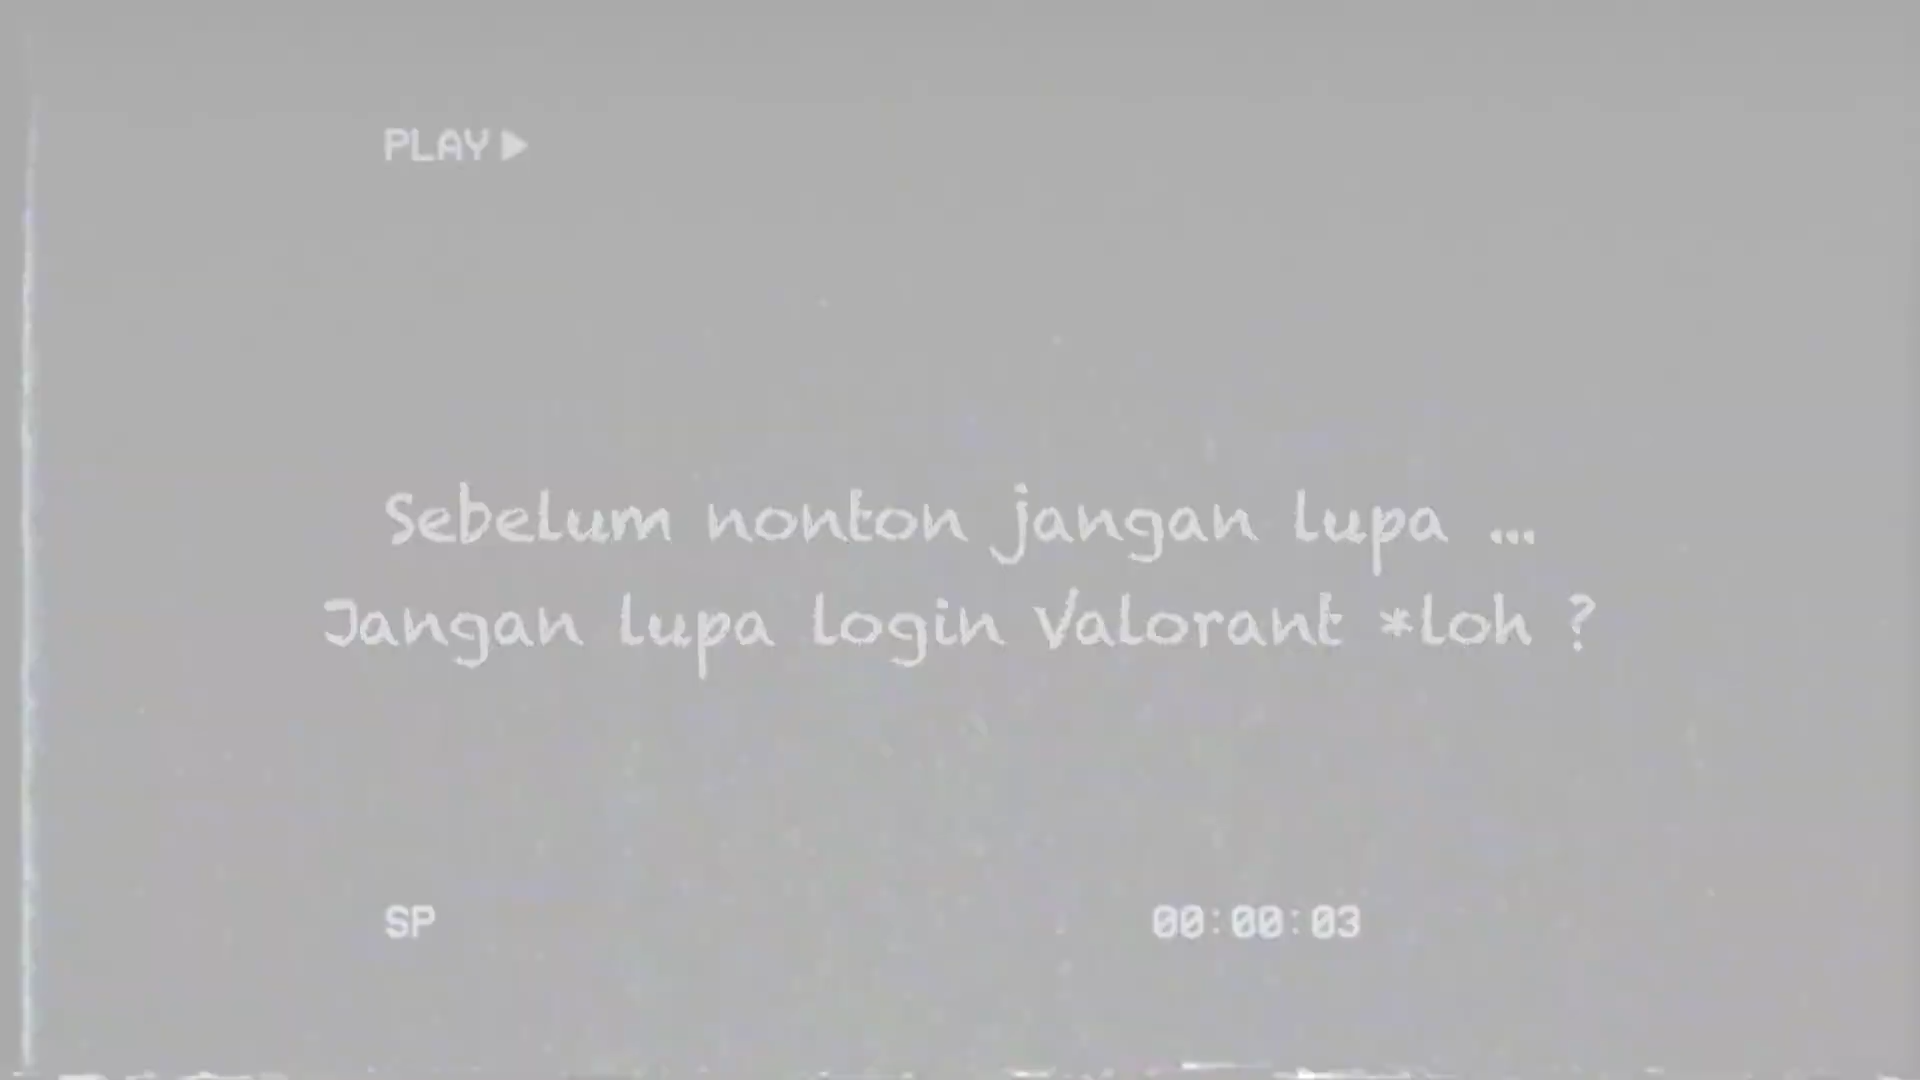 PLAY
Sebelum nonton jangan lupa ...
Jangan lupa login Valorant *loh ?
SP
00:00:03